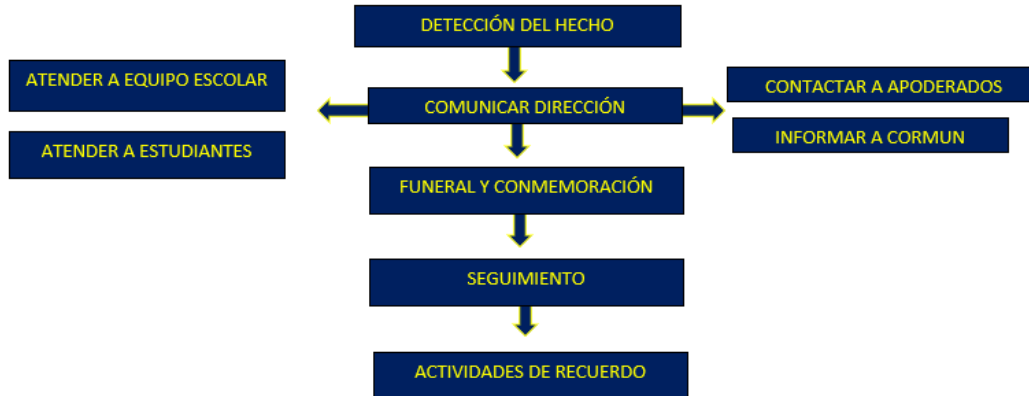 DETECCIÓN DEL HECHO
ATENDER A EQUIPO ESCOLAR
COMUNICAR DIRECCIÓN
CONTACTAR A APODERADOS
ATENDER A ESTUDIANTES
INFORMAR A CORMUN
FUNERAL Y CONMEMORACIÓN
SEGUIMIENTO
ACTIVIDADES DE RECUERDO